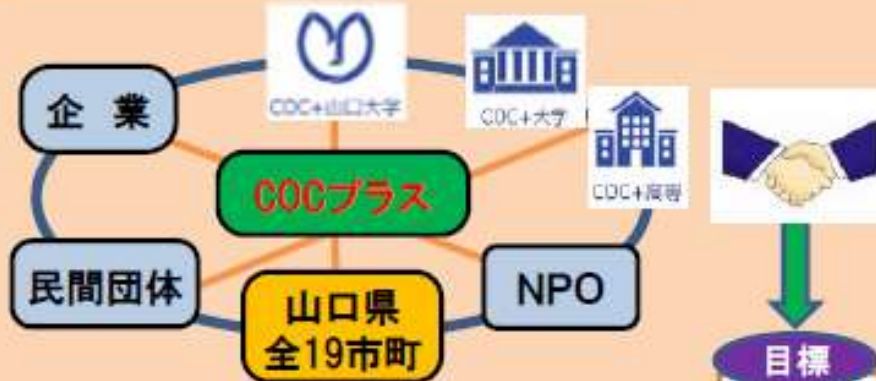 COC+山口大学
COC+大学
企 業
COC+高専
COCプラス
民間団体
山口県
全19市町
NPO
目標